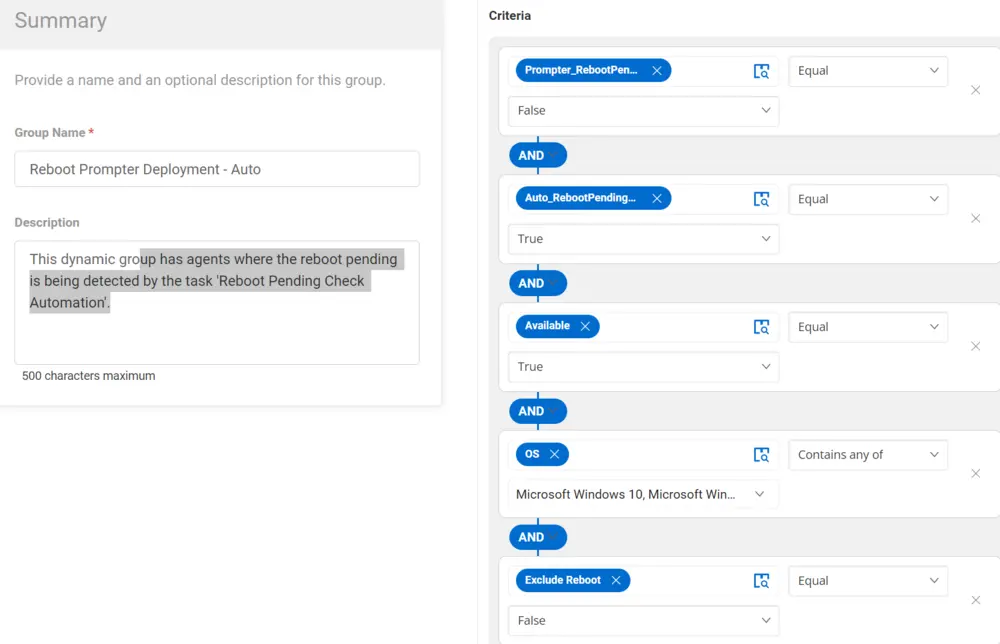 Summary
Provide a name and an optional description for this group.
Group Name *
Reboot Prompter Deployment - Auto
Description
This dynamic group has agents where the reboot pending
is being detected by the task 'Reboot Pending Check
Automation'.
500 characters maximum
Criteria
Prompter_RebootPen... Equal
False
AND
Auto_RebootPending... Equal
True
AND
Available Equal
True
AND
OS Contains any of
Microsoft Windows 10, Microsoft Win...
AND
Exclude Reboot Equal
False